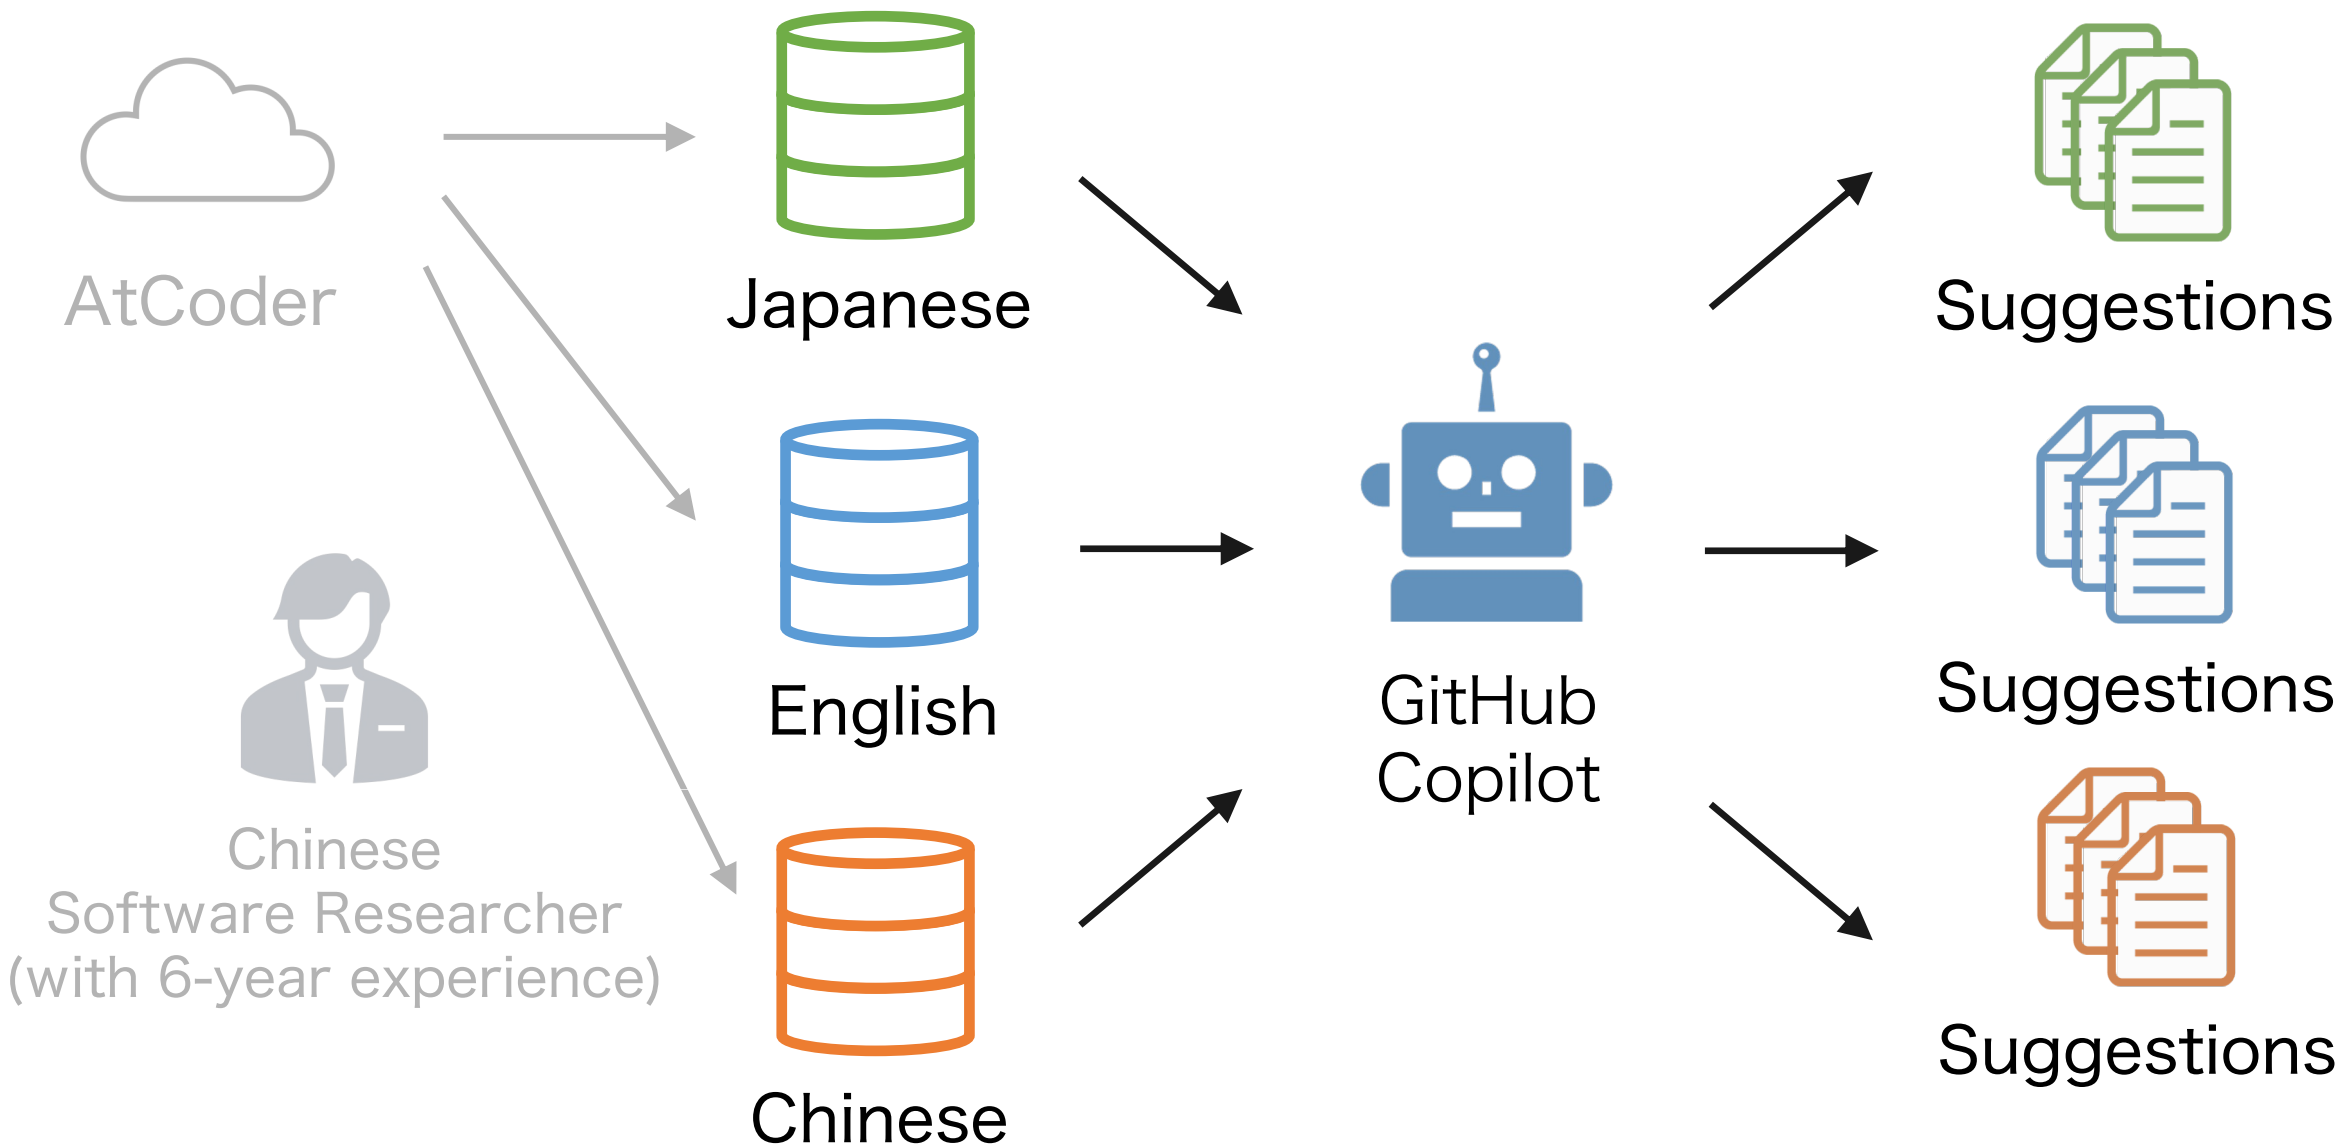 AtCoder
Chinese
Software Researcher
(with 6-year experience)
Japanese
English
Chinese
GitHub
Copilot
Suggestions
Suggestions
Suggestions